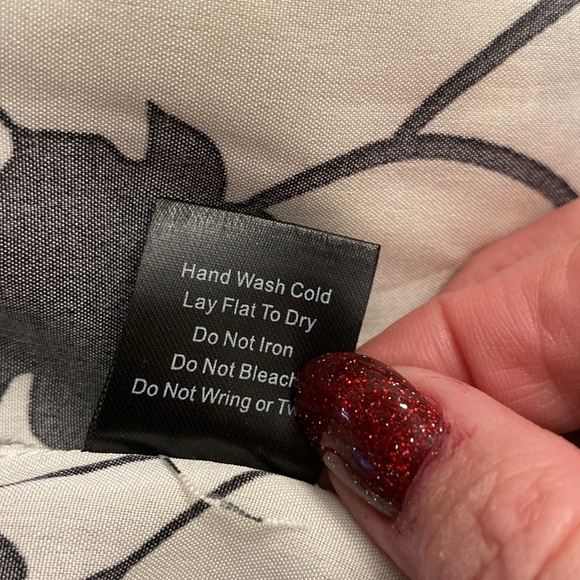 Hand Wash Cold
Lay Flat To Dry
Do Not Iron
Do Not Bleach
Do Not Wring or